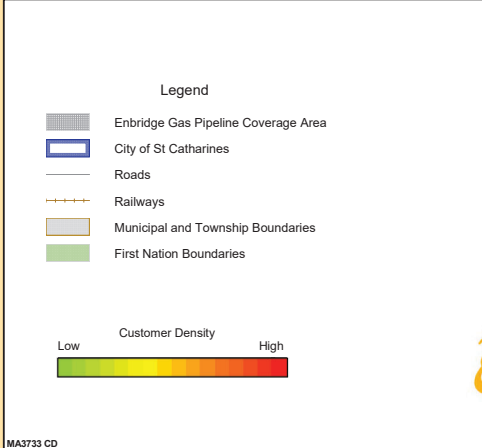 Legend
Enbridge Gas Pipeline Coverage Area
City of St Catharines
Roads
Railways
Municipal and Township Boundaries
First Nation Boundaries
Customer Density
Low High
MA3733 CD